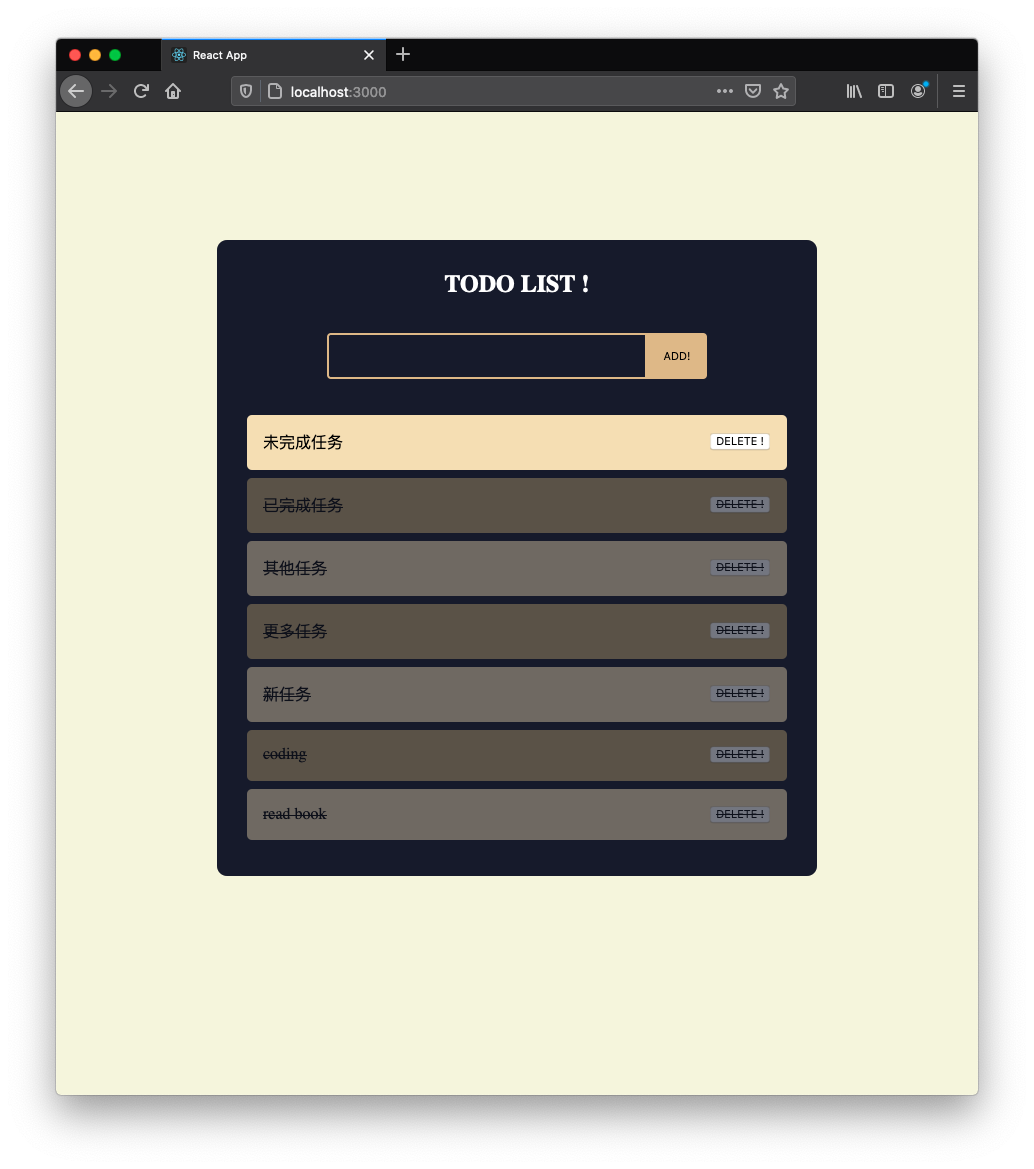 React App
localhost:3000
TODO LIST !
ADD!
未完成任务 DELETE !
已完成任务 DELETE !
其他任务 DELETE !
更多任务 DELETE !
新任务 DELETE !
coding DELETE !
read book DELETE !